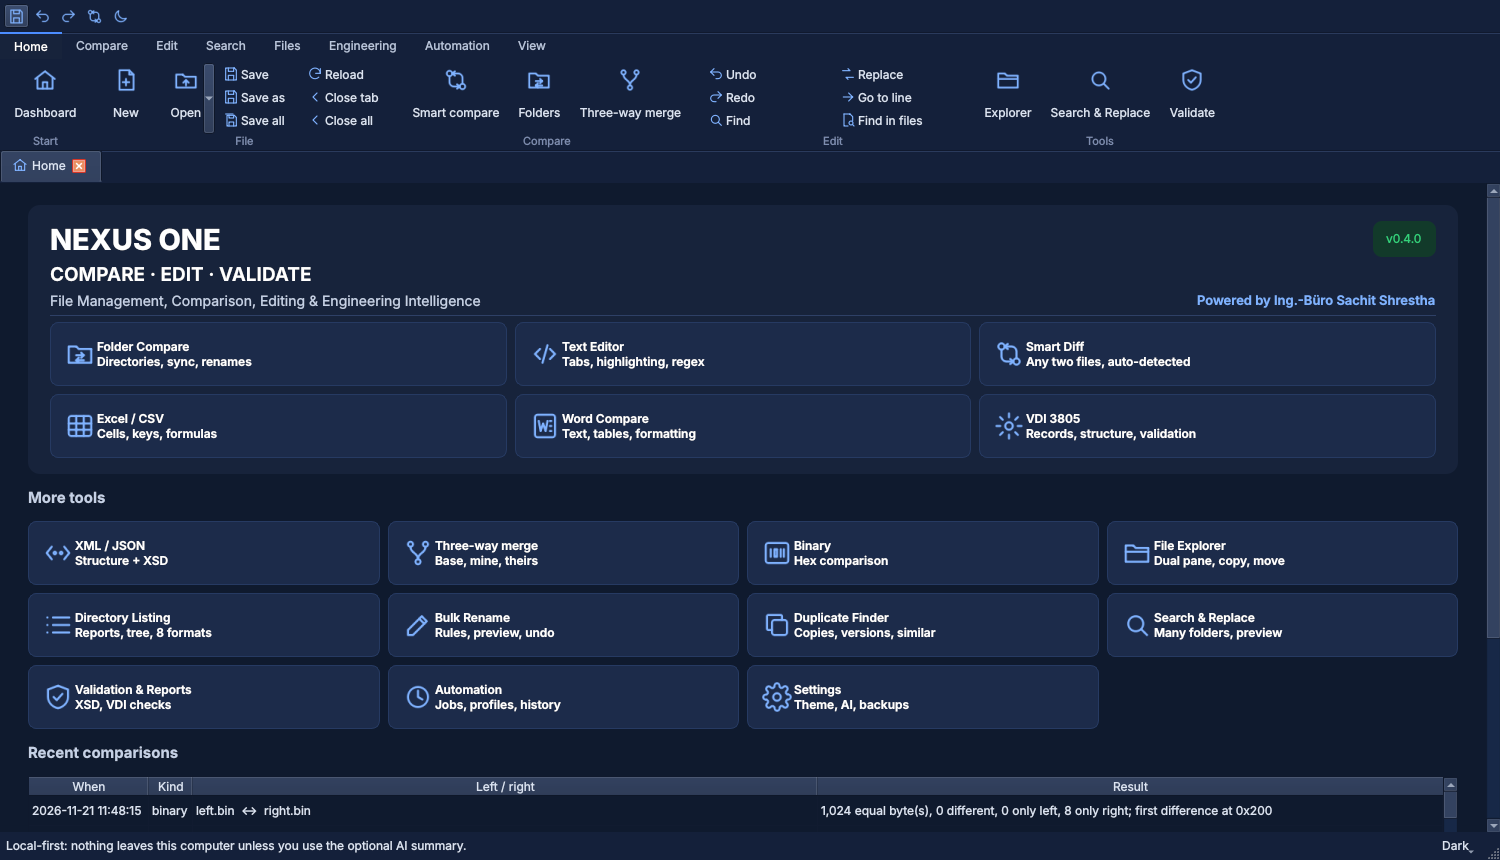 Home
Compare
Edit
Search
Files
Engineering
Automation
View
Dashboard
New
Open
Save
Save as
Save all
Reload
Close tab
Close all
Smart compare
Folders
Three-way merge
Undo
Redo
Find
Replace
Go to line
Find in files
Explorer
Search & Replace
Validate
Start
File
Compare
Edit
Tools
Home
NEXUS ONE
v0.4.0
COMPARE · EDIT · VALIDATE
File Management, Comparison, Editing & Engineering Intelligence
Powered by Ing.-Büro Sachit Shrestha
Folder Compare
Directories, sync, renames
Text Editor
Tabs, highlighting, regex
Smart Diff
Any two files, auto-detected
Excel / CSV
Cells, keys, formulas
Word Compare
Text, tables, formatting
VDI 3805
Records, structure, validation
More tools
XML / JSON
Structure + XSD
Three-way merge
Base, mine, theirs
Binary
Hex comparison
File Explorer
Dual pane, copy, move
Directory Listing
Reports, tree, 8 formats
Bulk Rename
Rules, preview, undo
Duplicate Finder
Copies, versions, similar
Search & Replace
Many folders, preview
Validation & Reports
XSD, VDI checks
Automation
Jobs, profiles, history
Settings
Theme, AI, backups
Recent comparisons
When Kind Left / right Result
2026-11-21 11:48:15 binary left.bin ↔ right.bin 1,024 equal byte(s), 0 different, 0 only left, 8 only right; first difference at 0x200
Local-first: nothing leaves this computer unless you use the optional AI summary.
Dark